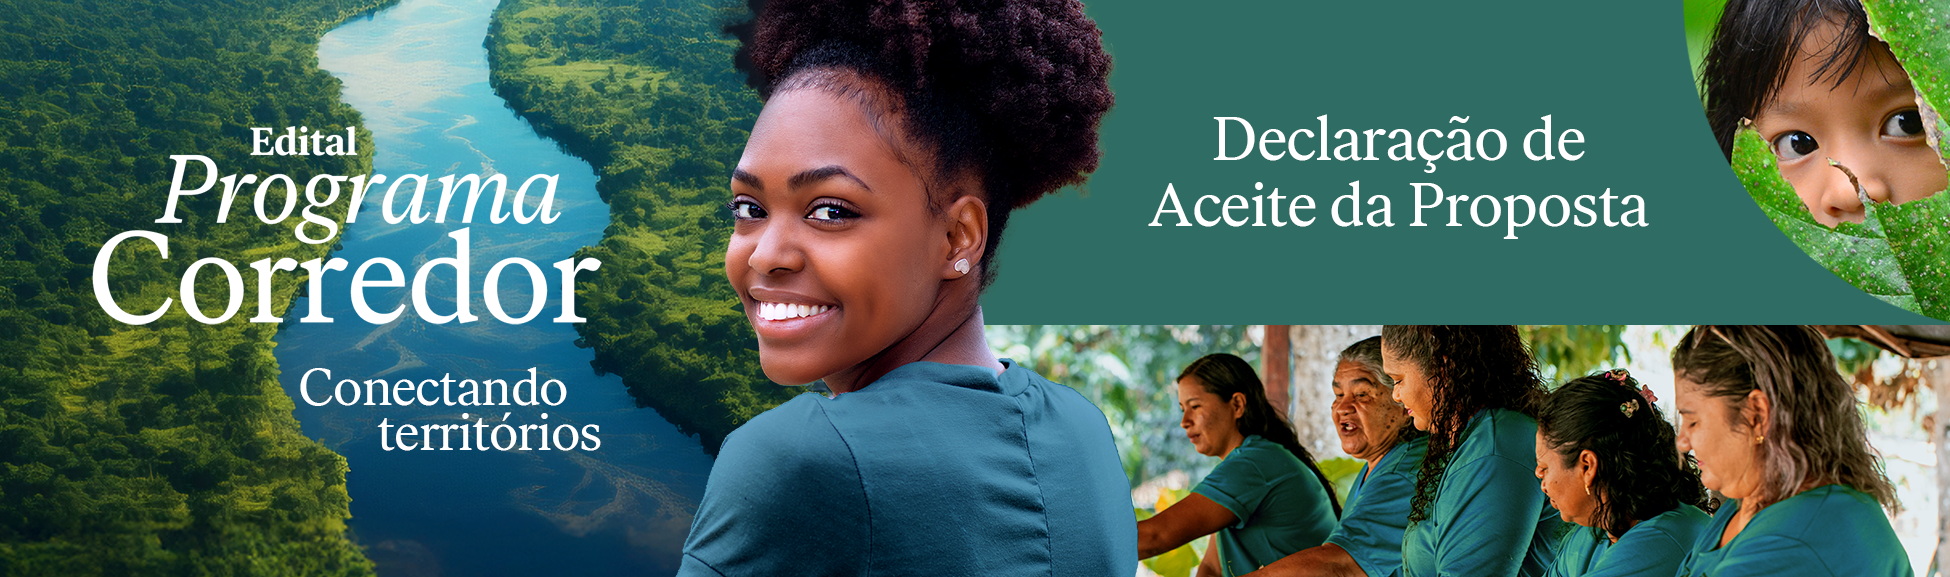 Edital
Programa
Corredor
Conectando
territórios
Declaração de
Aceite da Proposta